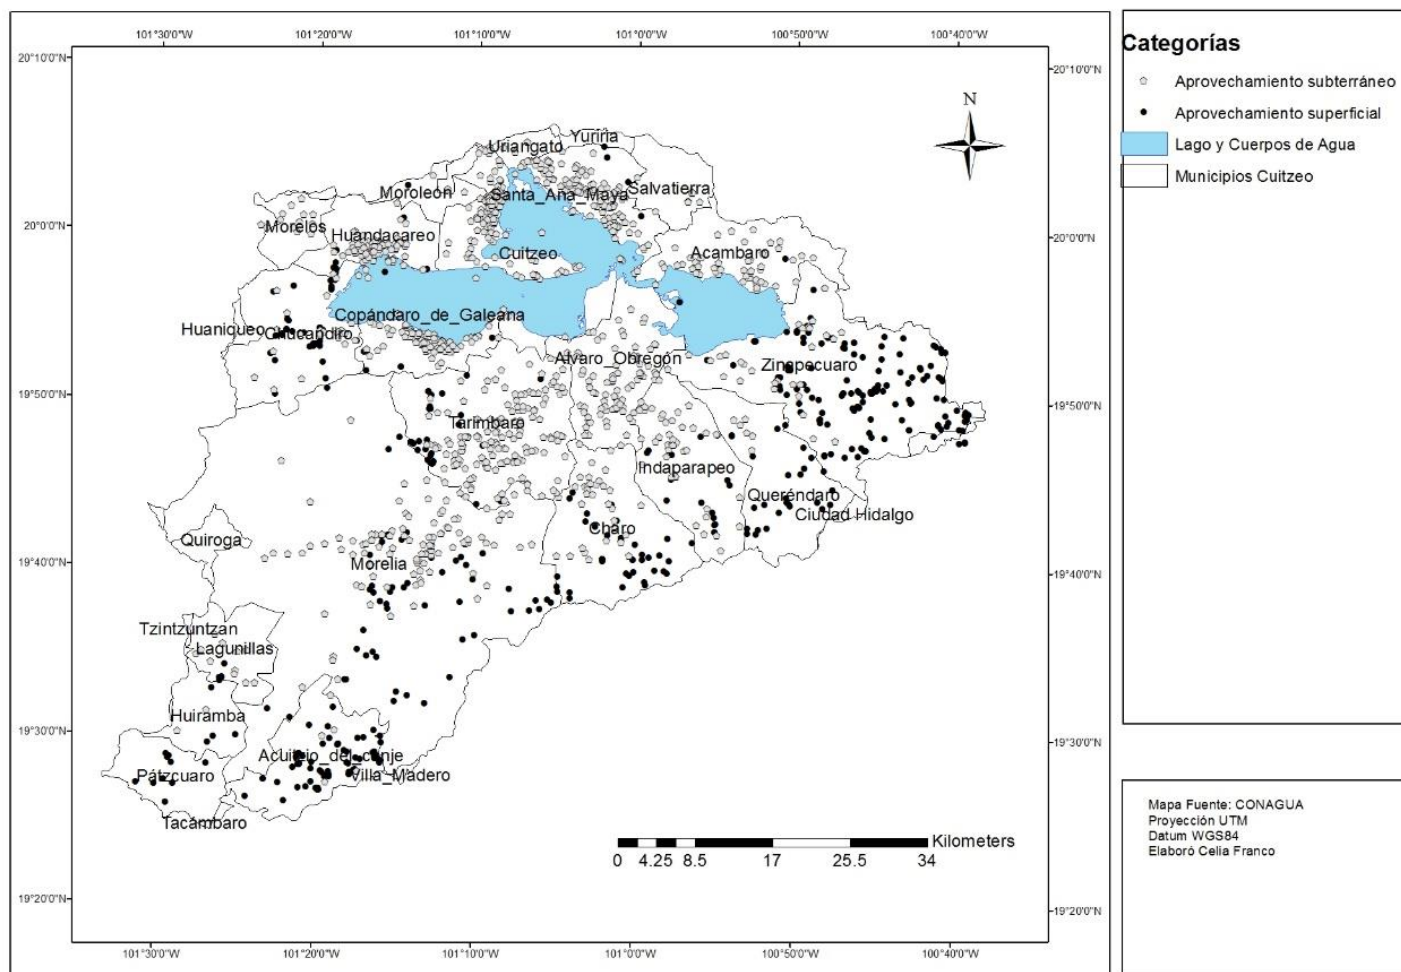 101°30'0"W 101°20'0"W 101°10'0"W 101°0'0"W 100°50'0"W 100°40'0"W
20°10'0"N
20°10'0"N
20°0'0"N
20°0'0"N
19°50'0"N
19°50'0"N
19°40'0"N
19°40'0"N
19°30'0"N
19°30'0"N
19°20'0"N
19°20'0"N
N
Yuriria
Uriangato
Moroleón
Santa_Ana_Maya
Salvatierra
Morelos
Huandacareo
Cuitzeo
Acambaro
Copándaro_de_Galeana
Huaniqueo
Chucandiro
Alvaro_Obregón
Zinapecuaro
Tarimbaro
Indaparapeo
Queréndaro
Ciudad Hidalgo
Charo
Quiroga
Morelia
Tzintzuntzan
Lagunillas
Huiramba
Acuitzio_del_canje
Pátzcuaro
Villa_Madero
Tacámbaro
Kilometers
0 4.25 8.5 17 25.5 34
101°30'0"W 101°20'0"W 101°10'0"W 101°0'0"W 100°50'0"W 100°40'0"W
Categorías
Aprovechamiento subterráneo
Aprovechamiento superficial
Lago y Cuerpos de Agua
Municipios Cuitzeo
Mapa Fuente: CONAGUA
Proyección UTM
Datum WGS84
Elaboró Celia Franco